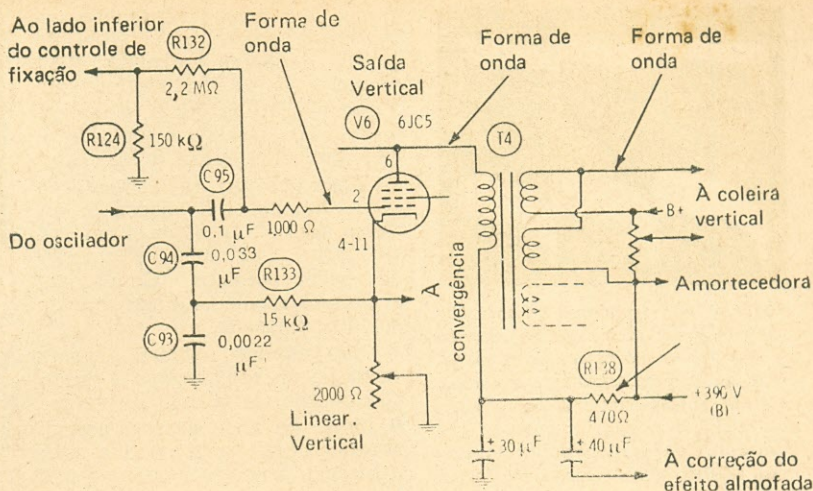 Ao lado inferior
do controle de
fixação
R132
2,2 MΩ
R124
150 kΩ
Forma de
onda
Saída
Vertical
V6 6JC5
Forma de
onda
Forma de
onda
T4
6
2
4-11
C95
0.1 µF
1000 Ω
Do oscilador
C94
0,033
µF
R133
15 kΩ
C93
0,0022
µF
2000 Ω
Linear.
Vertical
À
convergência
B+
À coleira
vertical
Amortecedora
R138
470Ω
+390 V
(B)
+ 30 µF
+ 40 µF
À correção do
efeito almofada